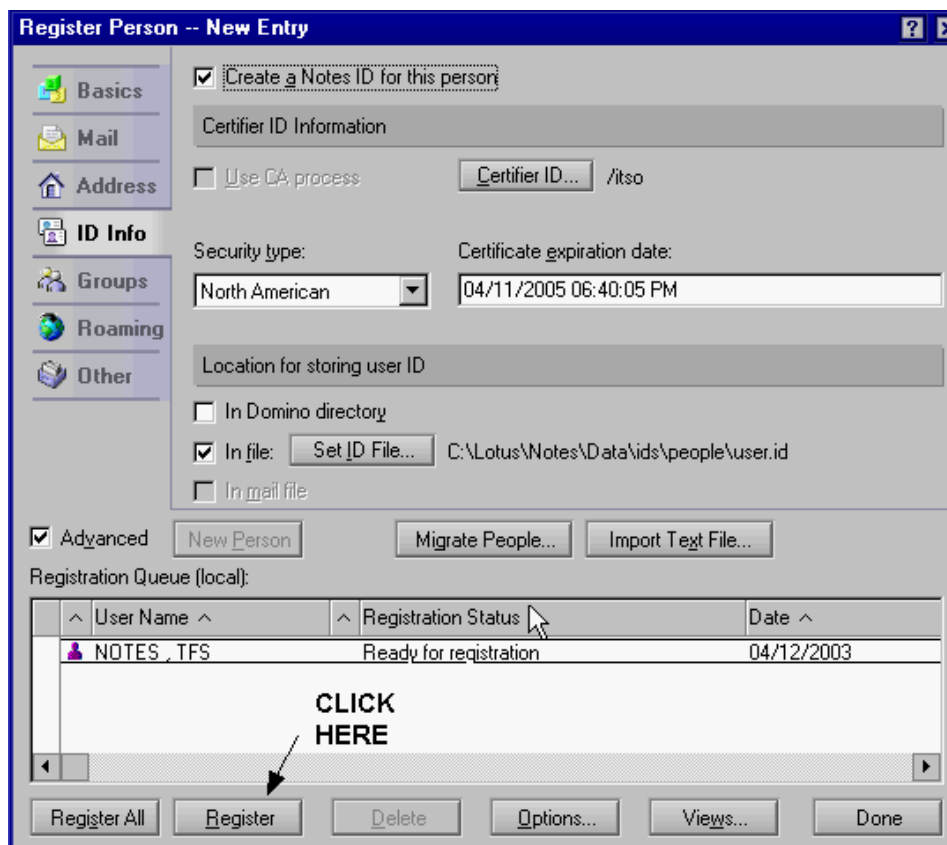 Register Person -- New Entry
Basics
Mail
Address
ID Info
Groups
Roaming
Other
Create a Notes ID for this person
Certifier ID Information
Use CA process Certifier ID... /itso
Security type: Certificate expiration date:
North American 04/11/2005 06:40:05 PM
Location for storing user ID
In Domino directory
In file: Set ID File... C:\Lotus\Notes\Data\ids\people\user.id
In mail file
Advanced New Person Migrate People... Import Text File...
Registration Queue (local):
User Name Registration Status Date
NOTES , TFS Ready for registration 04/12/2003
CLICK
HERE
Register All Register Delete Options... Views... Done